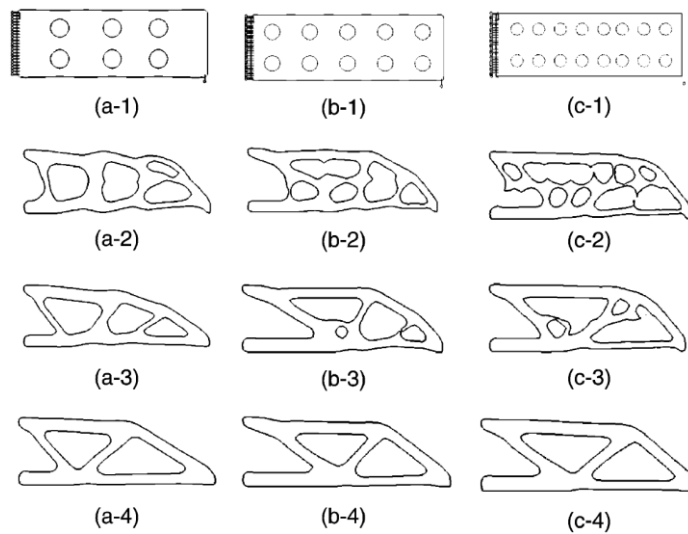 (a-1) (b-1) (c-1)
(a-2) (b-2) (c-2)
(a-3) (b-3) (c-3)
(a-4) (b-4) (c-4)